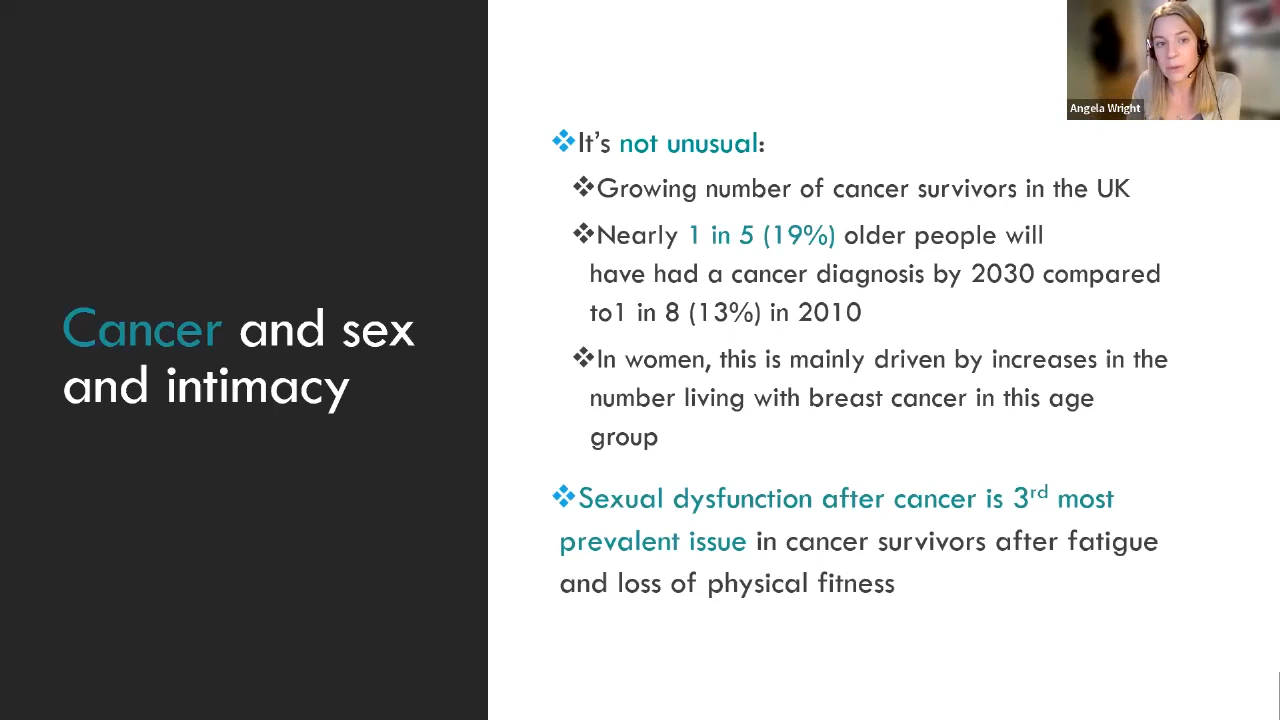 Angela Wright
Cancer and sex
and intimacy
It's not unusual:
Growing number of cancer survivors in the UK
Nearly 1 in 5 (19%) older people will
have had a cancer diagnosis by 2030 compared
to1 in 8 (13%) in 2010
In women, this is mainly driven by increases in the
number living with breast cancer in this age
group
Sexual dysfunction after cancer is 3rd most
prevalent issue in cancer survivors after fatigue
and loss of physical fitness